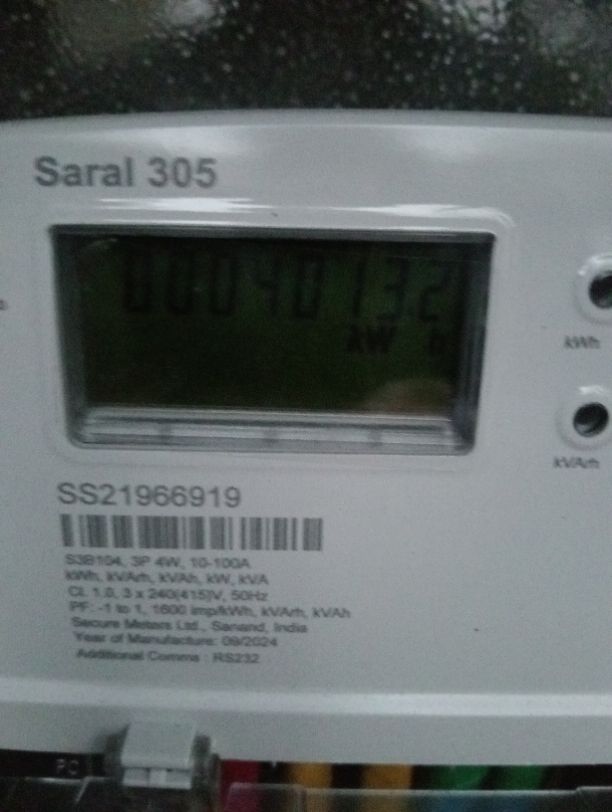 Saral 305
0004013.2
kW h
kWh
kVArh
SS21966919
S3B104, 3P 4W, 10-100A
kWh, kVArh, kVAh, kW, kVA
Cl. 1.0, 3 x 240(415)V, 50Hz
PF: -1 to 1, 1600 imp/kWh, kVArh, kVAh
Secure Meters Ltd., Sanand, India
Year of Manufacture: 09/2024
Additional Comms : RS232